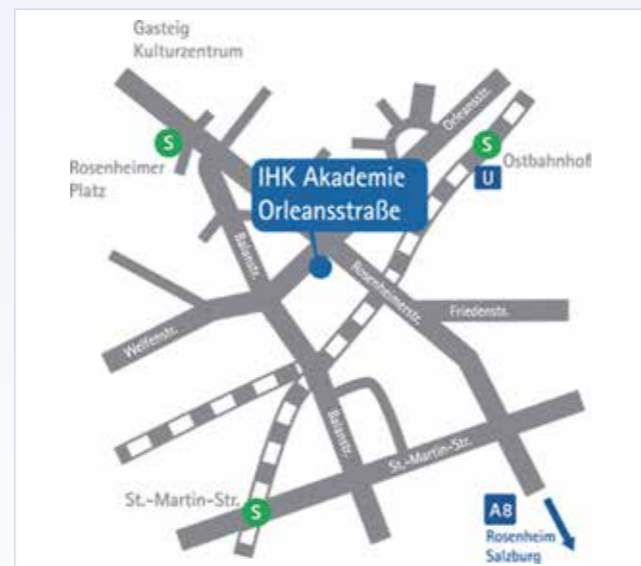 Gasteig
Kulturzentrum
Orleansstr.
S
Rosenheimer
Platz
S
Ostbahnhof
U
IHK Akademie
Orleansstraße
Balanstr.
Rosenheimerstr.
Friedenstr.
Welfenstr.
Balanstr.
St.-Martin-Str.
St.-Martin-Str.
S
A8
Rosenheim
Salzburg